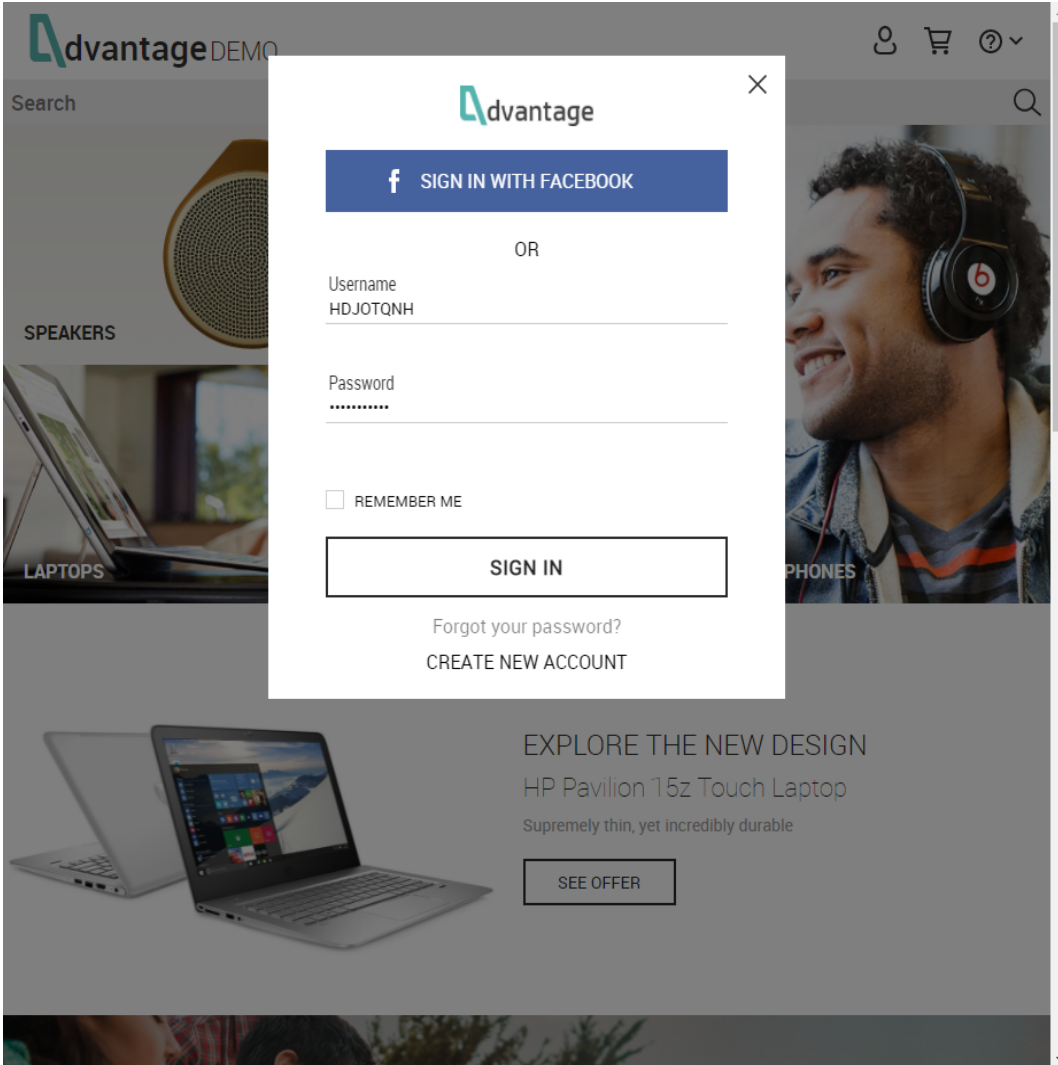 dvantage DEMO
Search
dvantage
SIGN IN WITH FACEBOOK
OR
Username
HDJOTQNH
Password
•••••••••••
REMEMBER ME
SIGN IN
Forgot your password?
CREATE NEW ACCOUNT
SPEAKERS
LAPTOPS
PHONES
EXPLORE THE NEW DESIGN
HP Pavilion 15z Touch Laptop
Supremely thin, yet incredibly durable
SEE OFFER